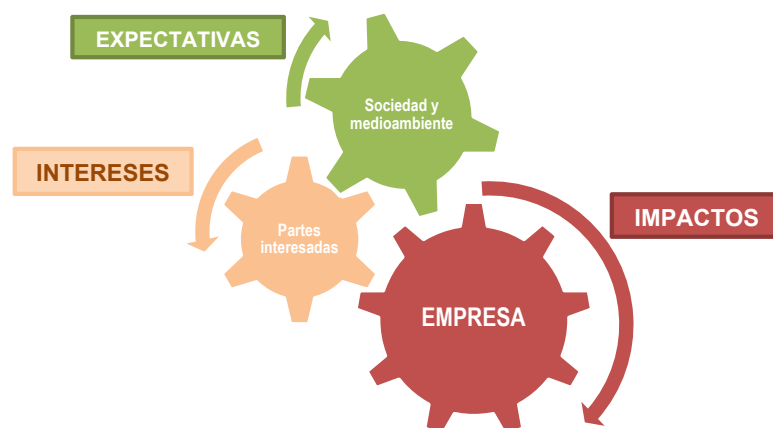 EXPECTATIVAS
Sociedad y
medioambiente
INTERESES
Partes
interesadas
IMPACTOS
EMPRESA